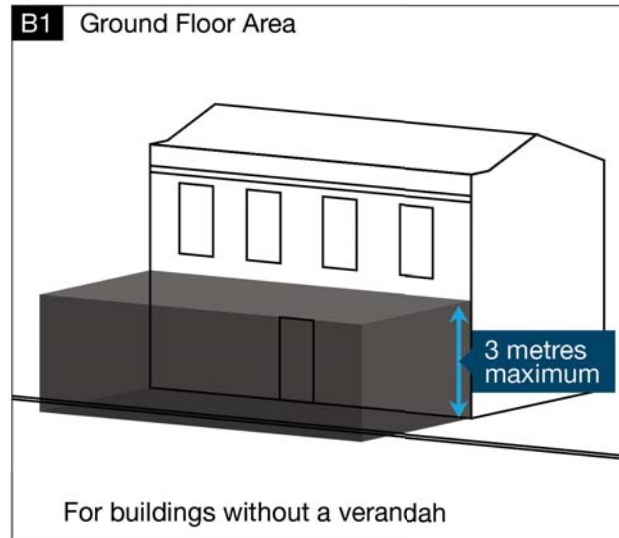 B1 Ground Floor Area
3 metres
maximum
For buildings without a verandah